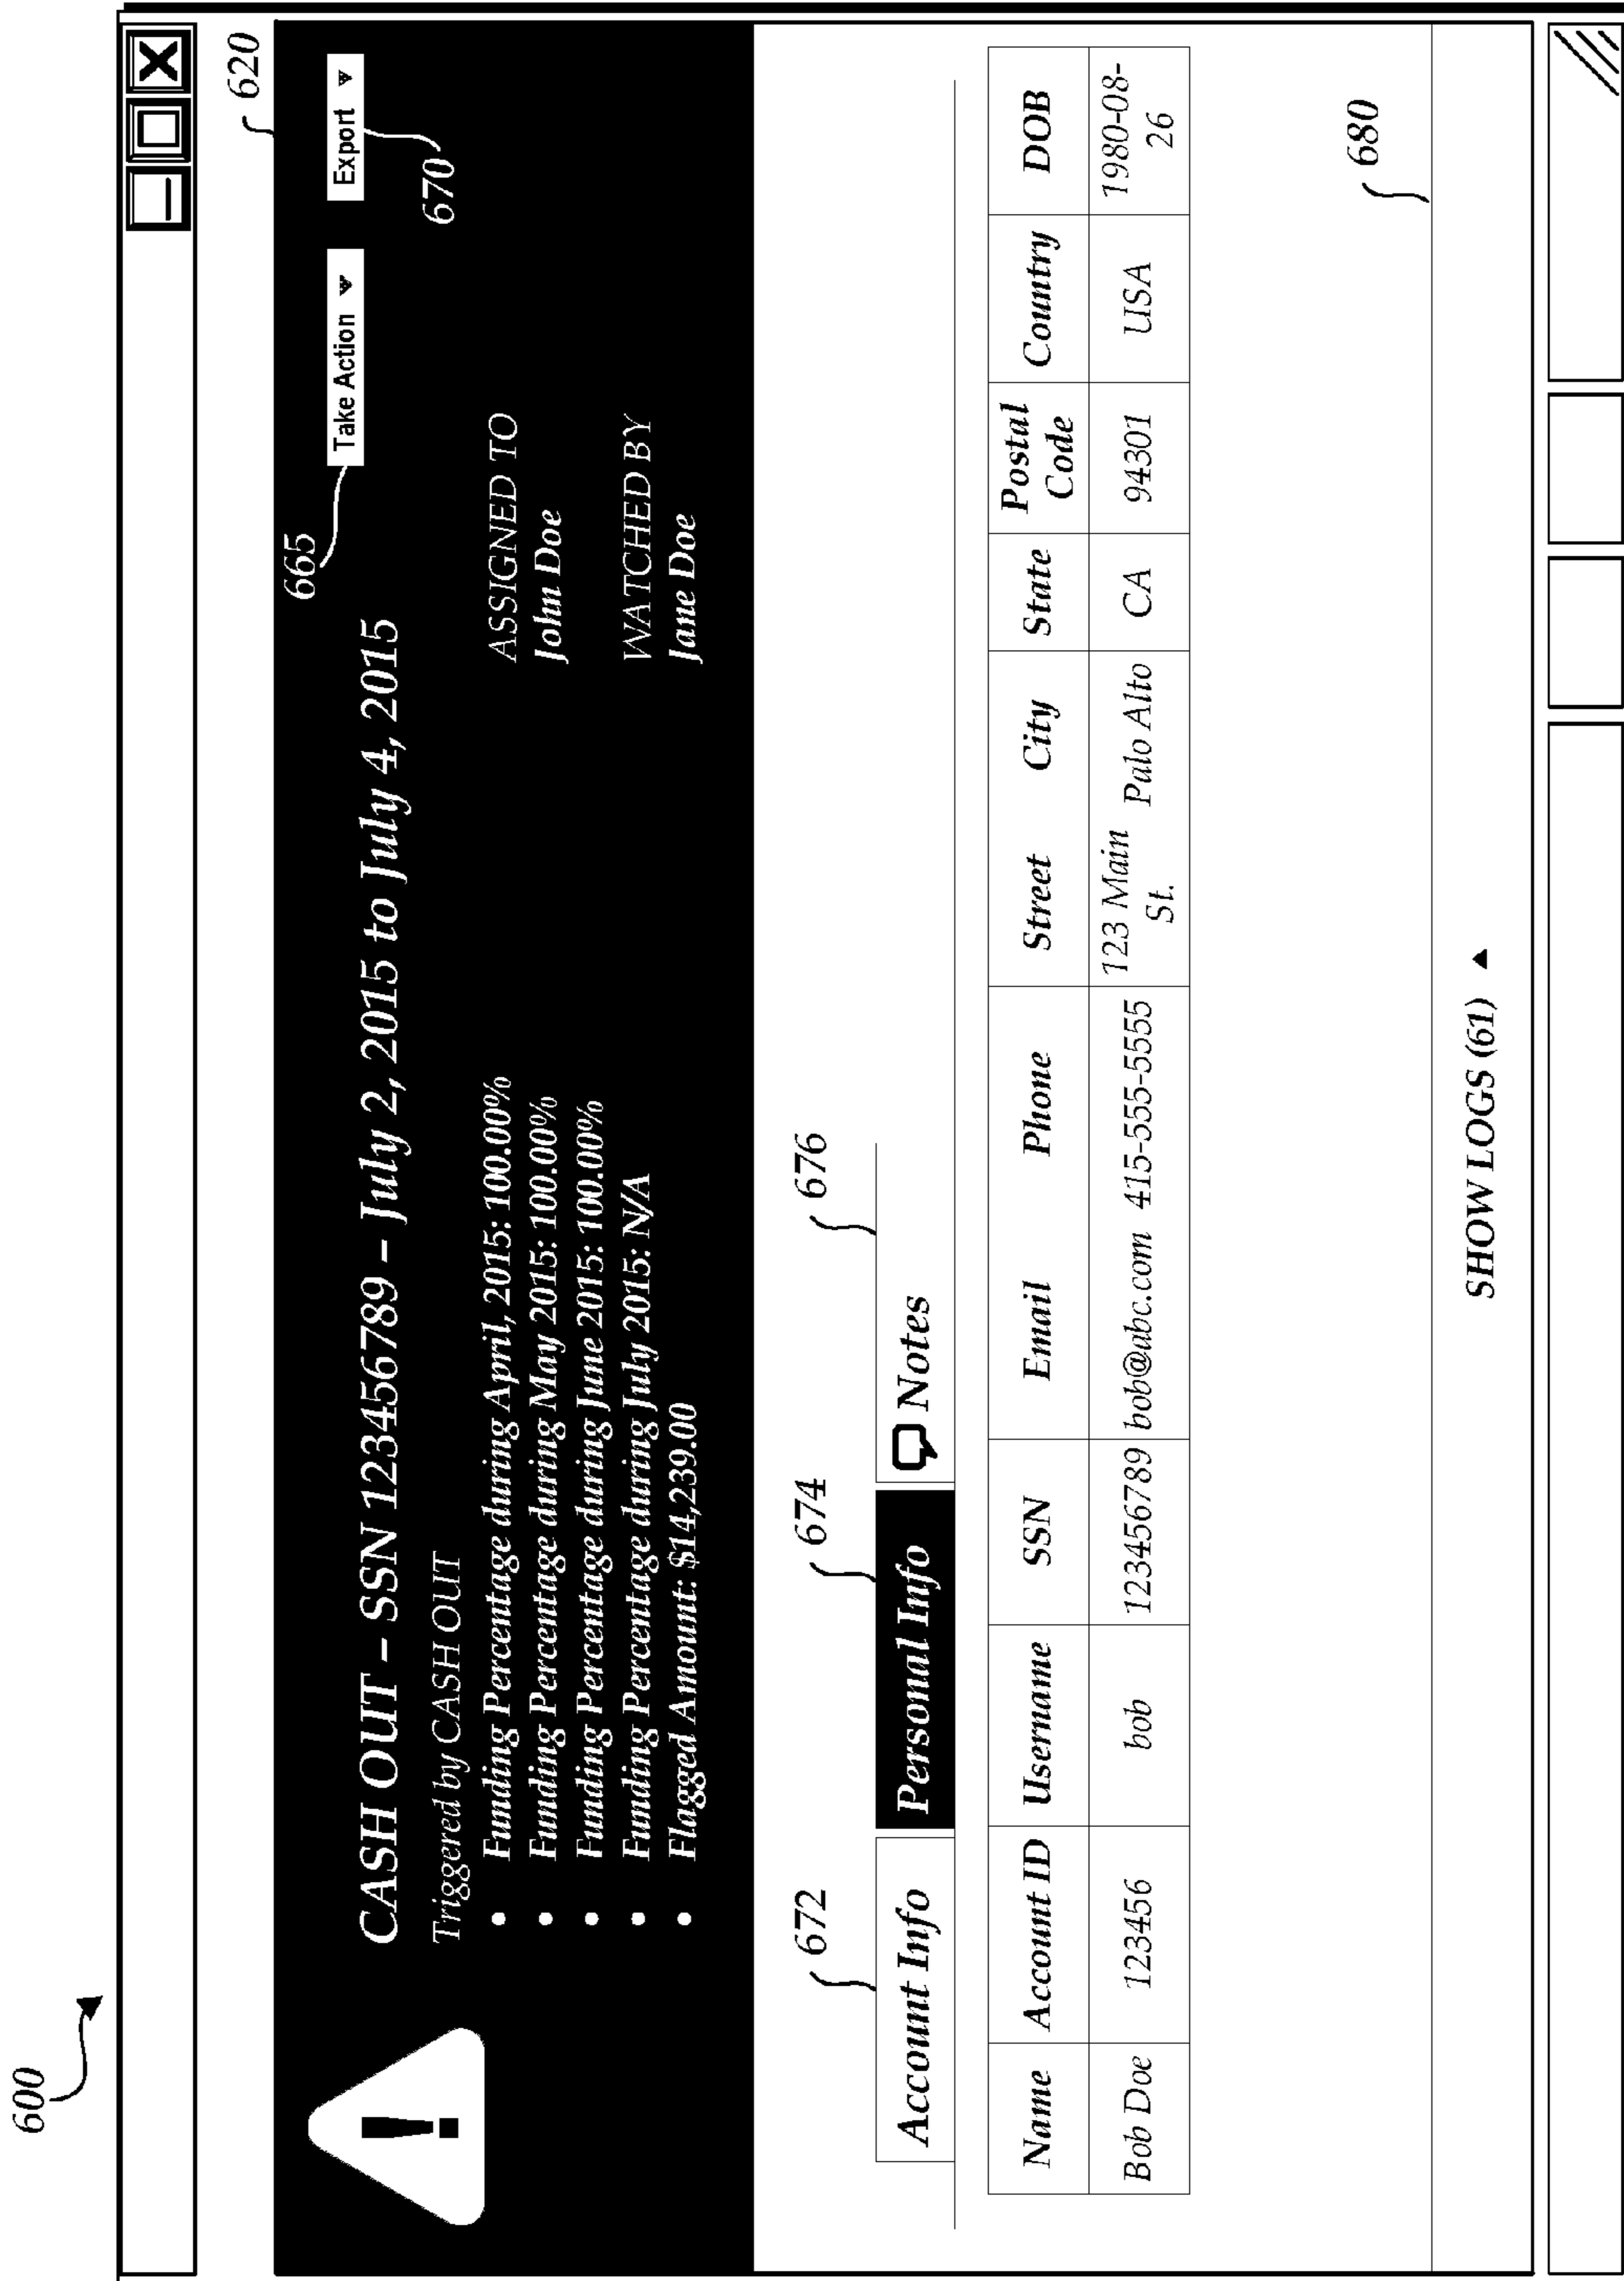 600
620
665
Take Action
Export
670
CASH OUT – SSN 123456789 – July 2, 2015 to July 4, 2015
Triggered by CASH OUT
• Funding Percentage during April, 2015: 100.00%
• Funding Percentage during May 2015: 100.00%
• Funding Percentage during June 2015: 100.00%
• Funding Percentage during July 2015: N/A
• Flagged Amount: $14,239.00
ASSIGNED TO
John Doe
WATCHED BY
Jane Doe
672
674
676
Account Info
Personal Info
Notes
Name Account ID Username SSN Email Phone Street City State Postal Code Country DOB
Bob Doe 123456 bob 123456789 bob@abc.com 415-555-5555 123 Main St. Palo Alto CA 94301 USA 1980-08-26
680
SHOW LOGS (61) ▲